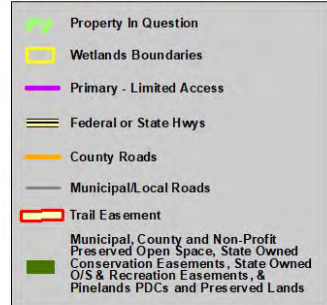 Property In Question
Wetlands Boundaries
Primary - Limited Access
Federal or State Hwys
County Roads
Municipal/Local Roads
Trail Easement
Municipal, County and Non-Profit
Preserved Open Space, State Owned
Conservation Easements, State Owned
O/S & Recreation Easements, &
Pinelands PDCs and Preserved Lands